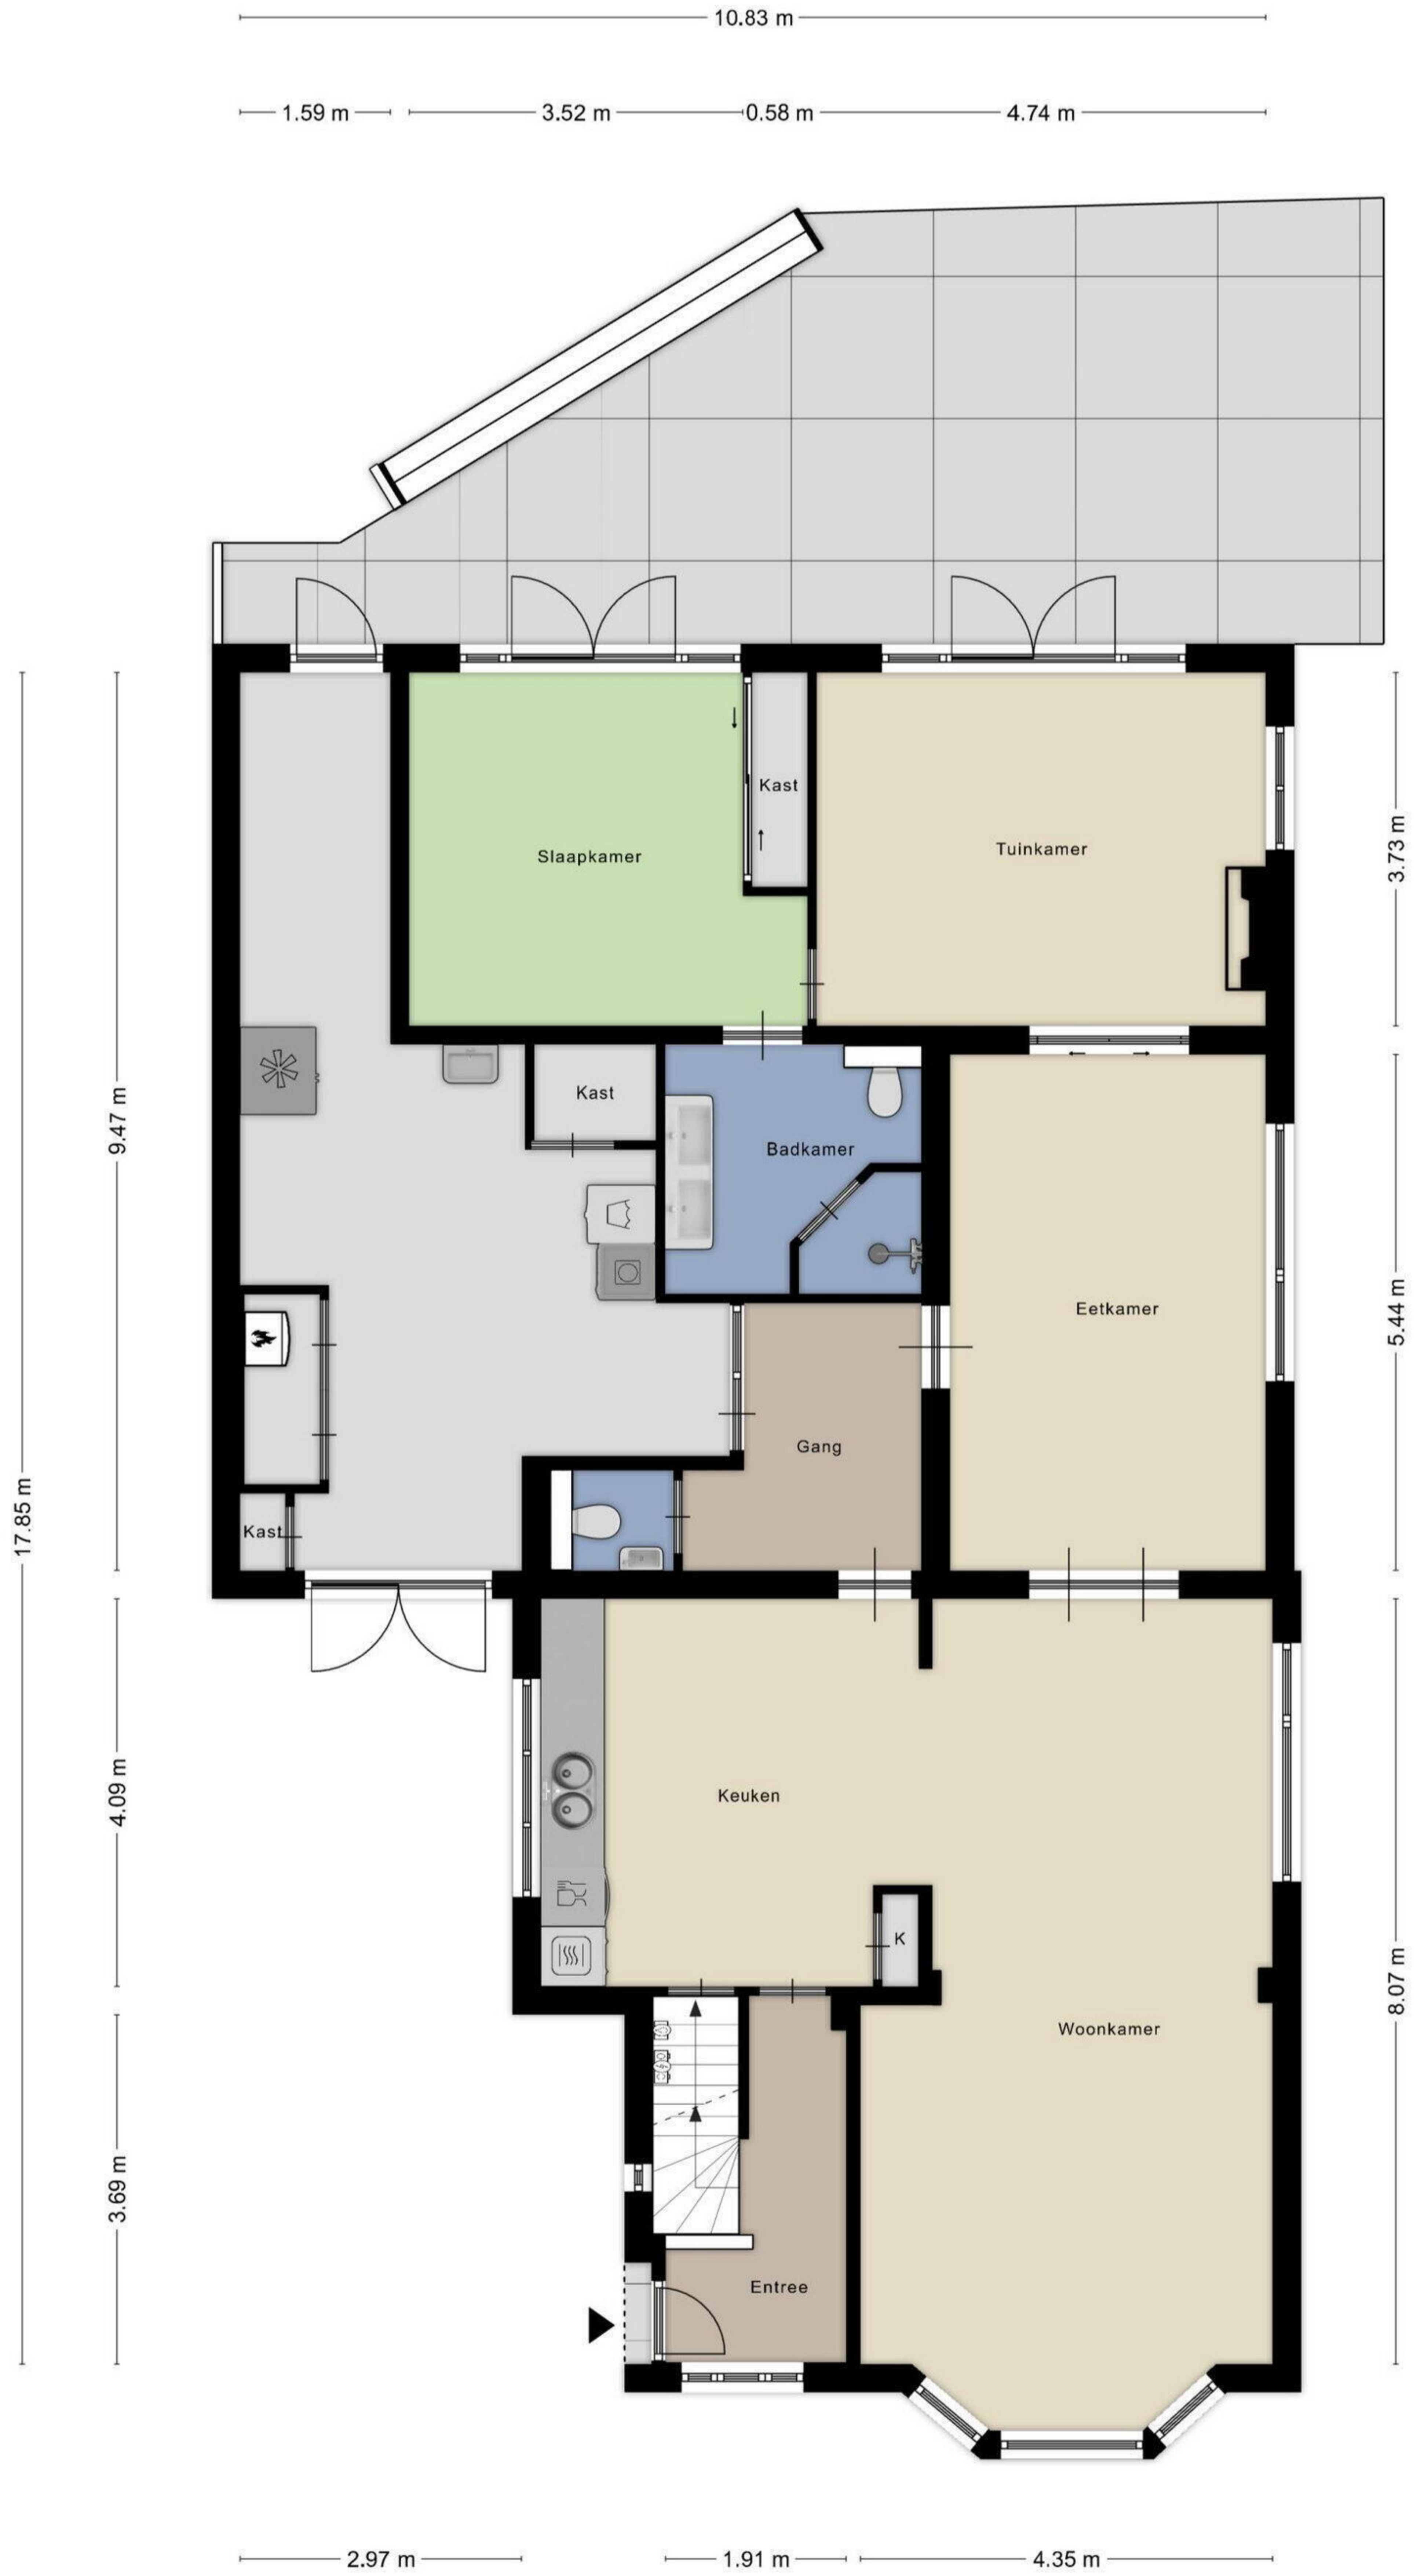 10.83 m
1.59 m
3.52 m
0.58 m
4.74 m
Kast
Slaapkamer
Tuinkamer
3.73 m
9.47 m
Kast
Badkamer
Eetkamer
5.44 m
Gang
17.85 m
Kast
Keuken
4.09 m
K
8.07 m
Woonkamer
3.69 m
Entree
2.97 m
1.91 m
4.35 m